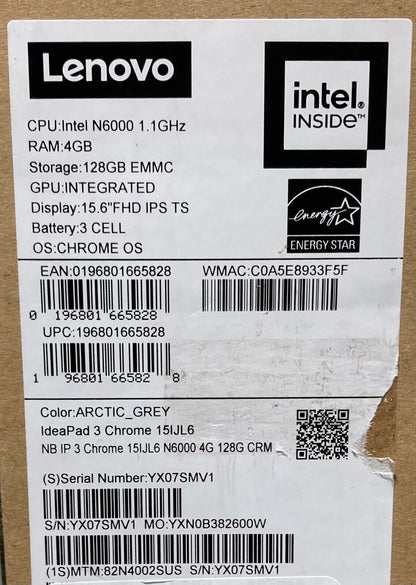 Lenovo
intel.
INSIDE™
CPU:Intel N6000 1.1GHz
RAM:4GB
Storage:128GB EMMC
GPU:INTEGRATED
Display:15.6"FHD IPS TS
Battery:3 CELL
OS:CHROME OS
energy
ENERGY STAR
EAN:0196801665828
WMAC:C0A5E8933F5F
0 196801 665828
UPC:196801665828
1 96801 66582 8
Color:ARCTIC_GREY
IdeaPad 3 Chrome 15IJL6
NB IP 3 Chrome 15IJL6 N6000 4G 128G CRM
(S)Serial Number:YX07SMV1
S/N:YX07SMV1 MO:YXN0B382600W
(1S)MTM:82N4002SUS S/N:YX07SMV1